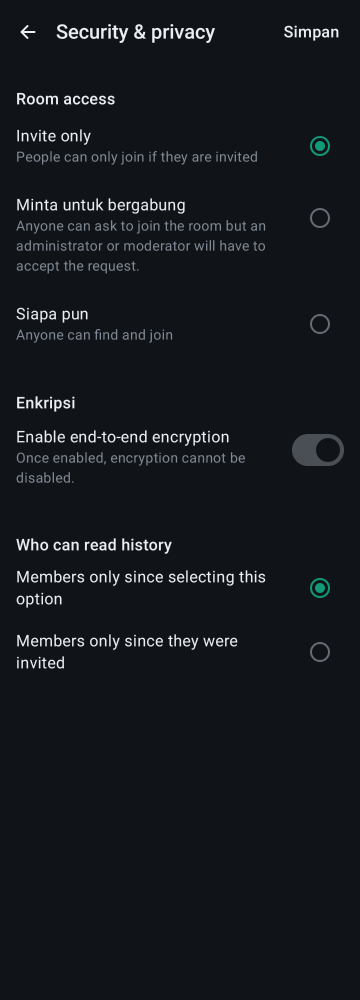 Security & privacy
Simpan
Room access
Invite only
People can only join if they are invited
Minta untuk bergabung
Anyone can ask to join the room but an
administrator or moderator will have to
accept the request.
Siapa pun
Anyone can find and join
Enkripsi
Enable end-to-end encryption
Once enabled, encryption cannot be
disabled.
Who can read history
Members only since selecting this
option
Members only since they were
invited